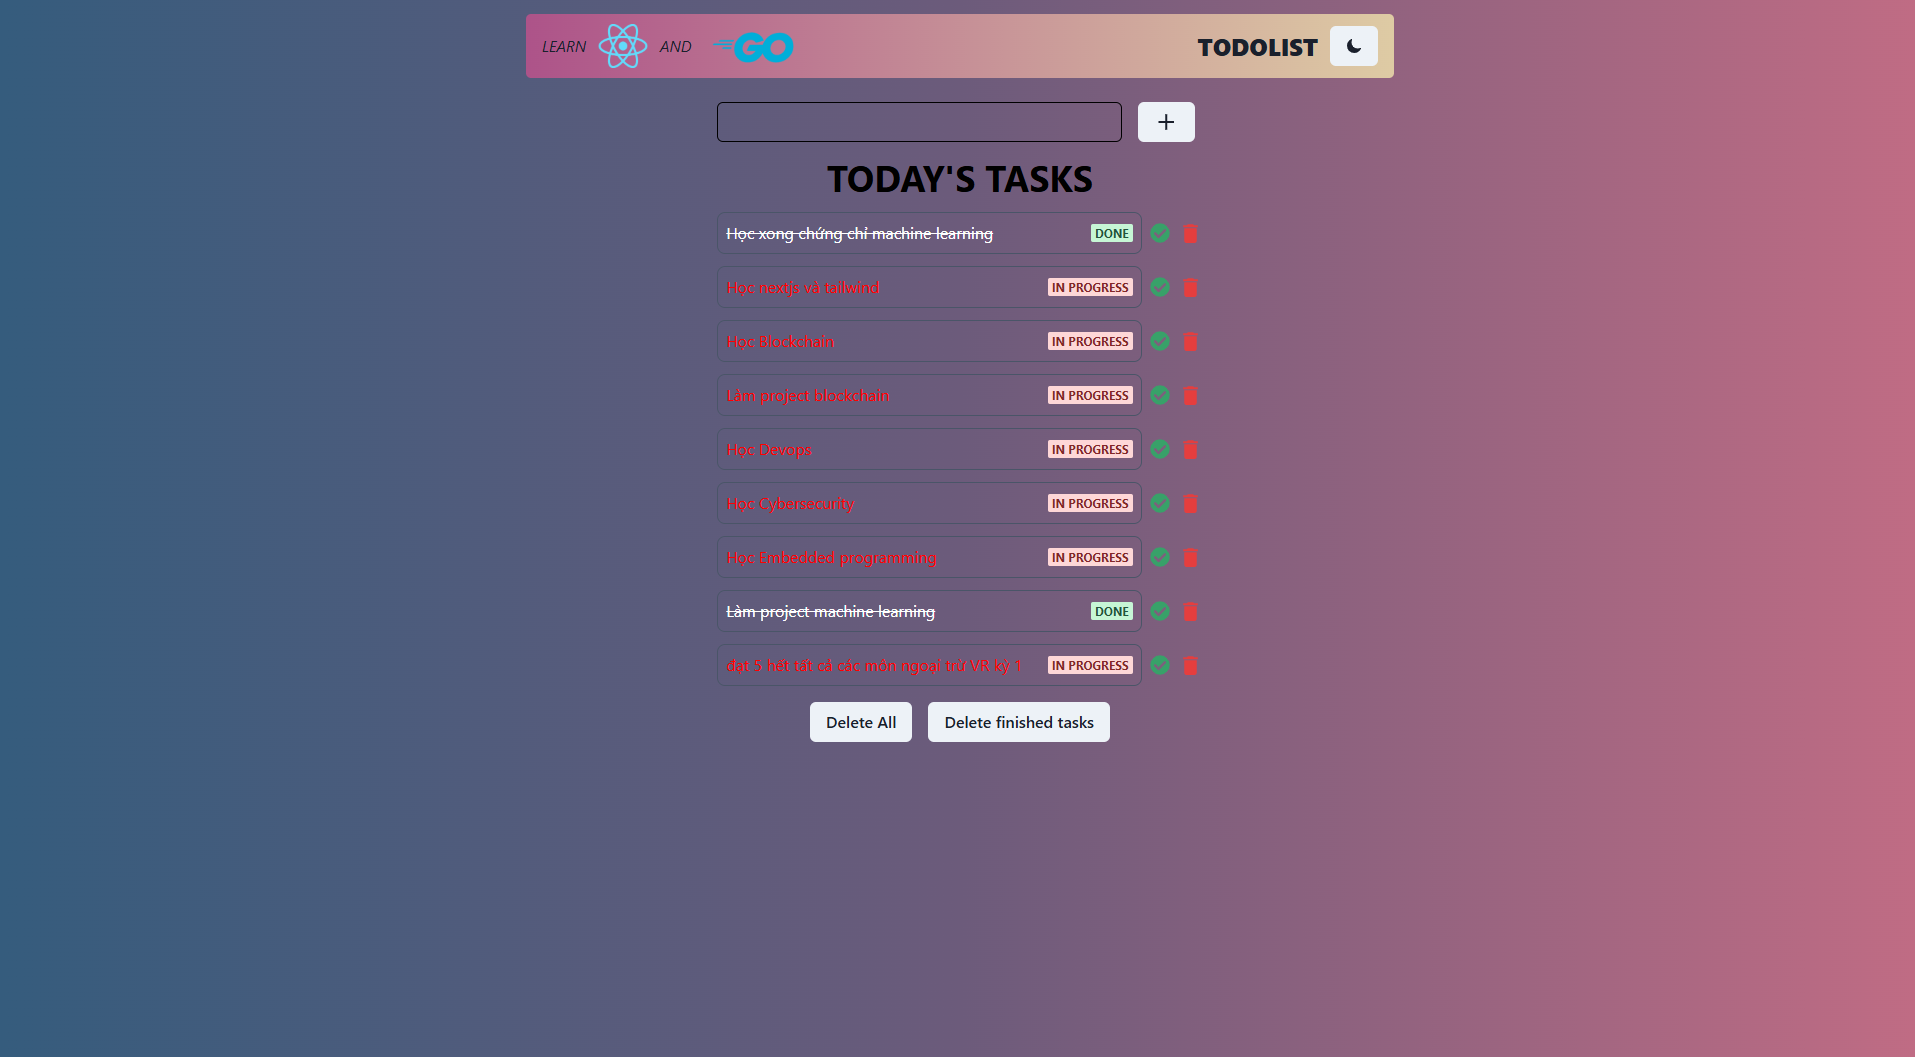 LEARN AND GO TODOLIST
TODAY'S TASKS
Học xong chứng chỉ machine learning DONE
Học nextjs và tailwind IN PROGRESS
Học Blockchain IN PROGRESS
Làm project blockchain IN PROGRESS
Học Devops IN PROGRESS
Học Cybersecurity IN PROGRESS
Học Embedded programming IN PROGRESS
Làm project machine learning DONE
đạt 5 hết tất cả các môn ngoại trừ VR kỳ 1 IN PROGRESS
Delete All Delete finished tasks